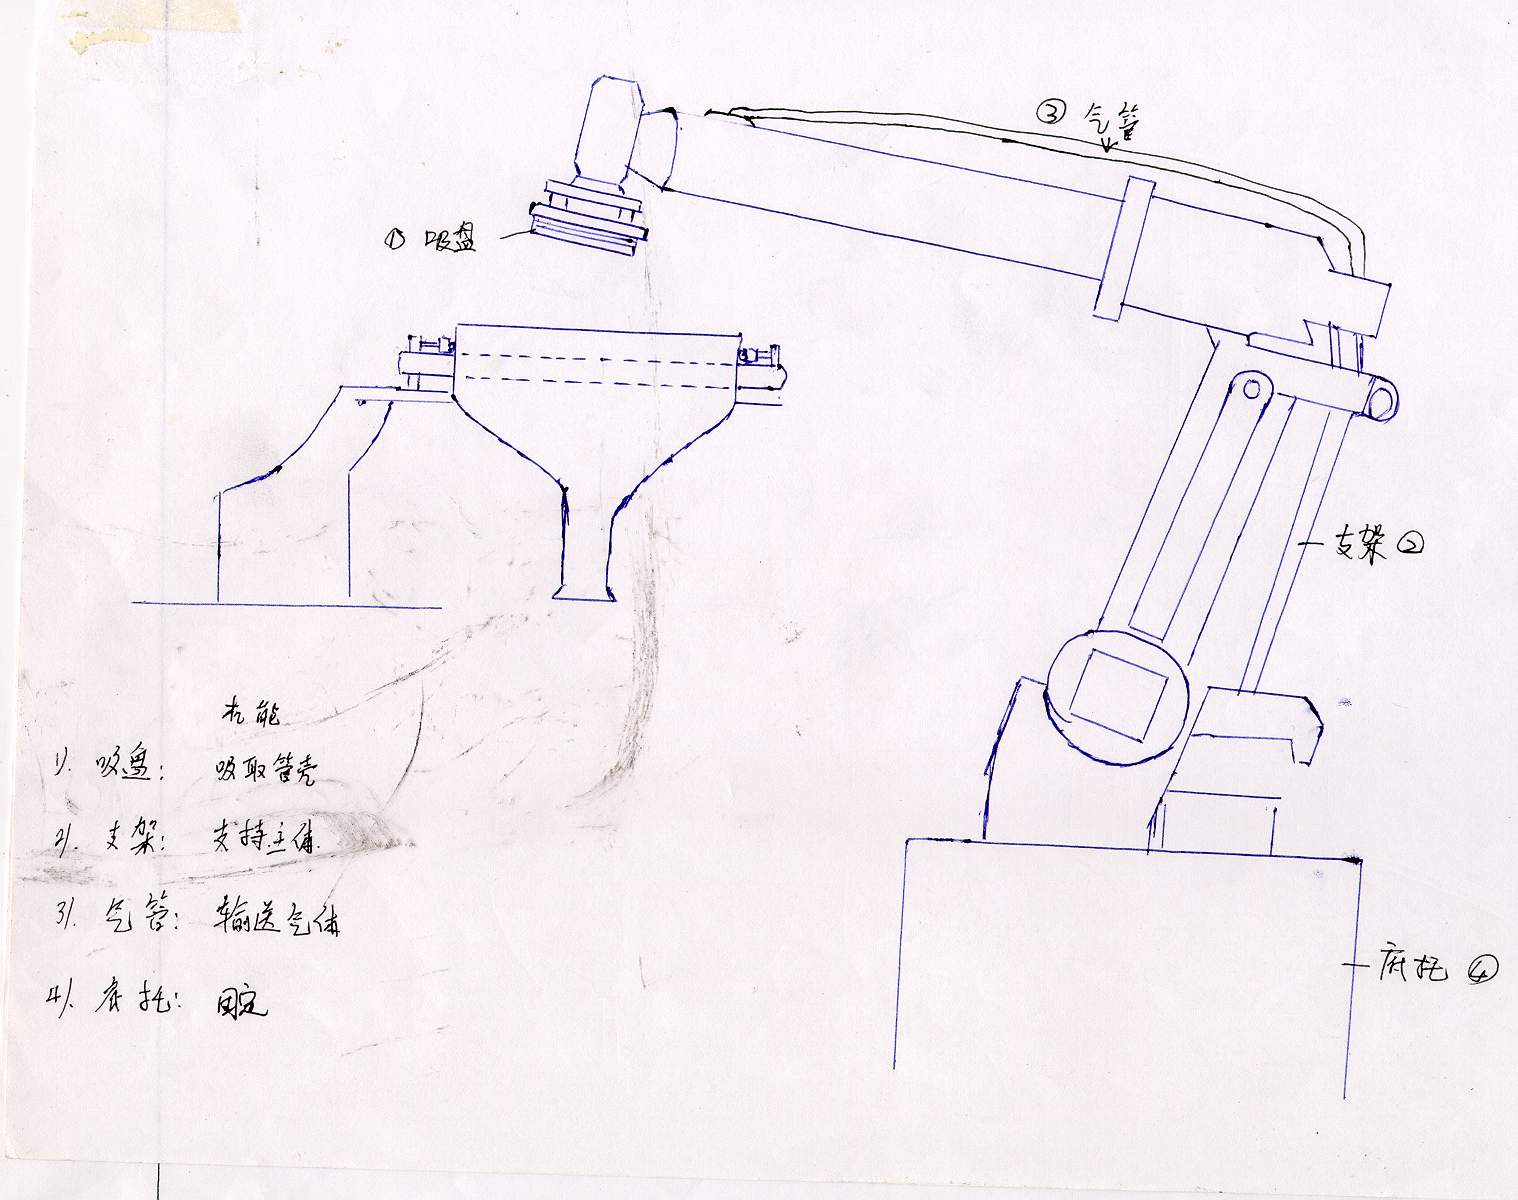 ③ 气管
① 吸盘
支架 ②
机能
1). 吸盘: 吸取管壳
2). 支架: 支持主体.
3). 气管: 输送气体
4). 底托: 固定
底托 ④